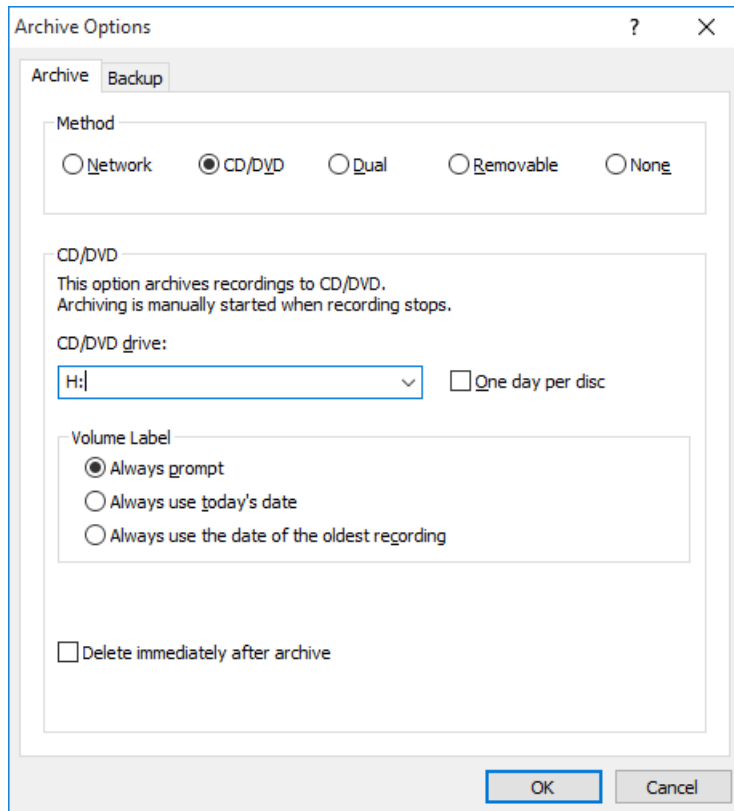 Archive Options ?
Archive Backup
Method
Network CD/DVD Dual Removable None
CD/DVD
This option archives recordings to CD/DVD.
Archiving is manually started when recording stops.
CD/DVD drive:
H: One day per disc
Volume Label
Always prompt
Always use today's date
Always use the date of the oldest recording
Delete immediately after archive
OK Cancel